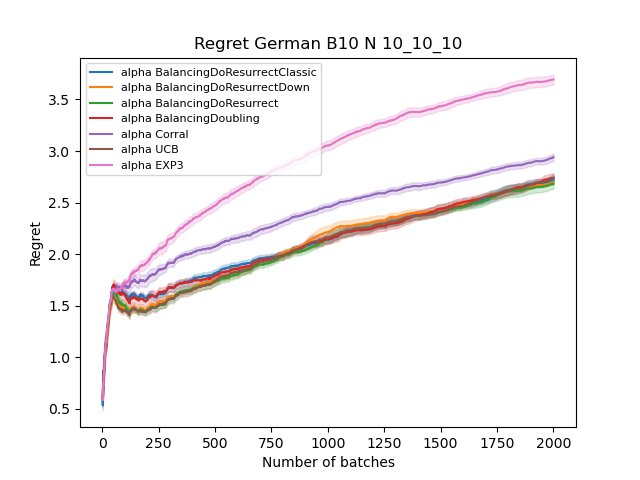 Regret German B10 N 10_10_10
alpha BalancingDoResurrectClassic
alpha BalancingDoResurrectDown
alpha BalancingDoResurrect
alpha BalancingDoubling
alpha Corral
alpha UCB
alpha EXP3
Regret
3.5
3.0
2.5
2.0
1.5
1.0
0.5
0 250 500 750 1000 1250 1500 1750 2000
Number of batches